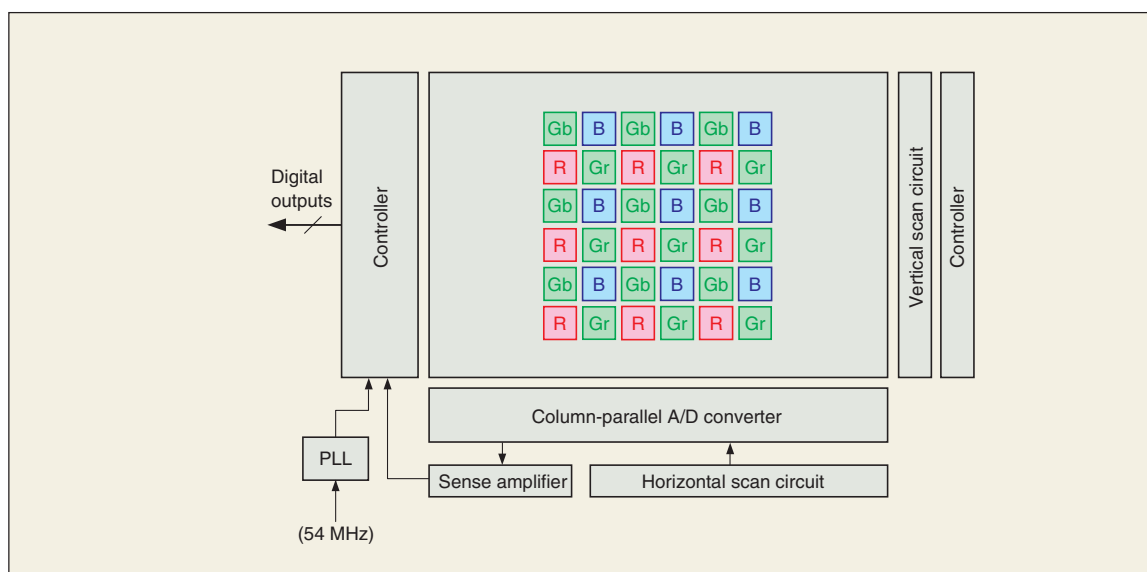 Gb B Gb B Gb B
R Gr R Gr R Gr
Gb B Gb B Gb B
R Gr R Gr R Gr
Gb B Gb B Gb B
R Gr R Gr R Gr
Digital
outputs
Controller
Vertical scan circuit
Controller
Column-parallel A/D converter
PLL
Sense amplifier
Horizontal scan circuit
(54 MHz)